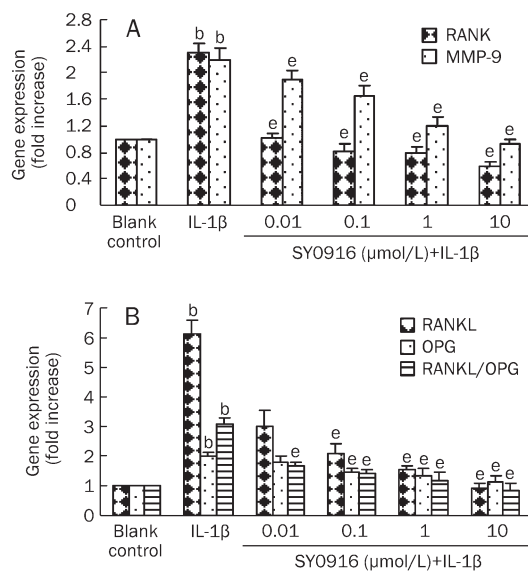 A
RANK
MMP-9
Gene expression
(fold increase)
2.8
2.4
2.0
1.6
1.2
0.8
0.4
0
b b
e e e e e e e e
Blank
control
IL-1β
0.01 0.1 1 10
SY0916 (μmol/L)+IL-1β
B
RANKL
OPG
RANKL/OPG
Gene expression
(fold increase)
7
6
5
4
3
2
1
0
b b b
e e e e e e e e e e
Blank
control
IL-1β
0.01 0.1 1 10
SY0916 (μmol/L)+IL-1β